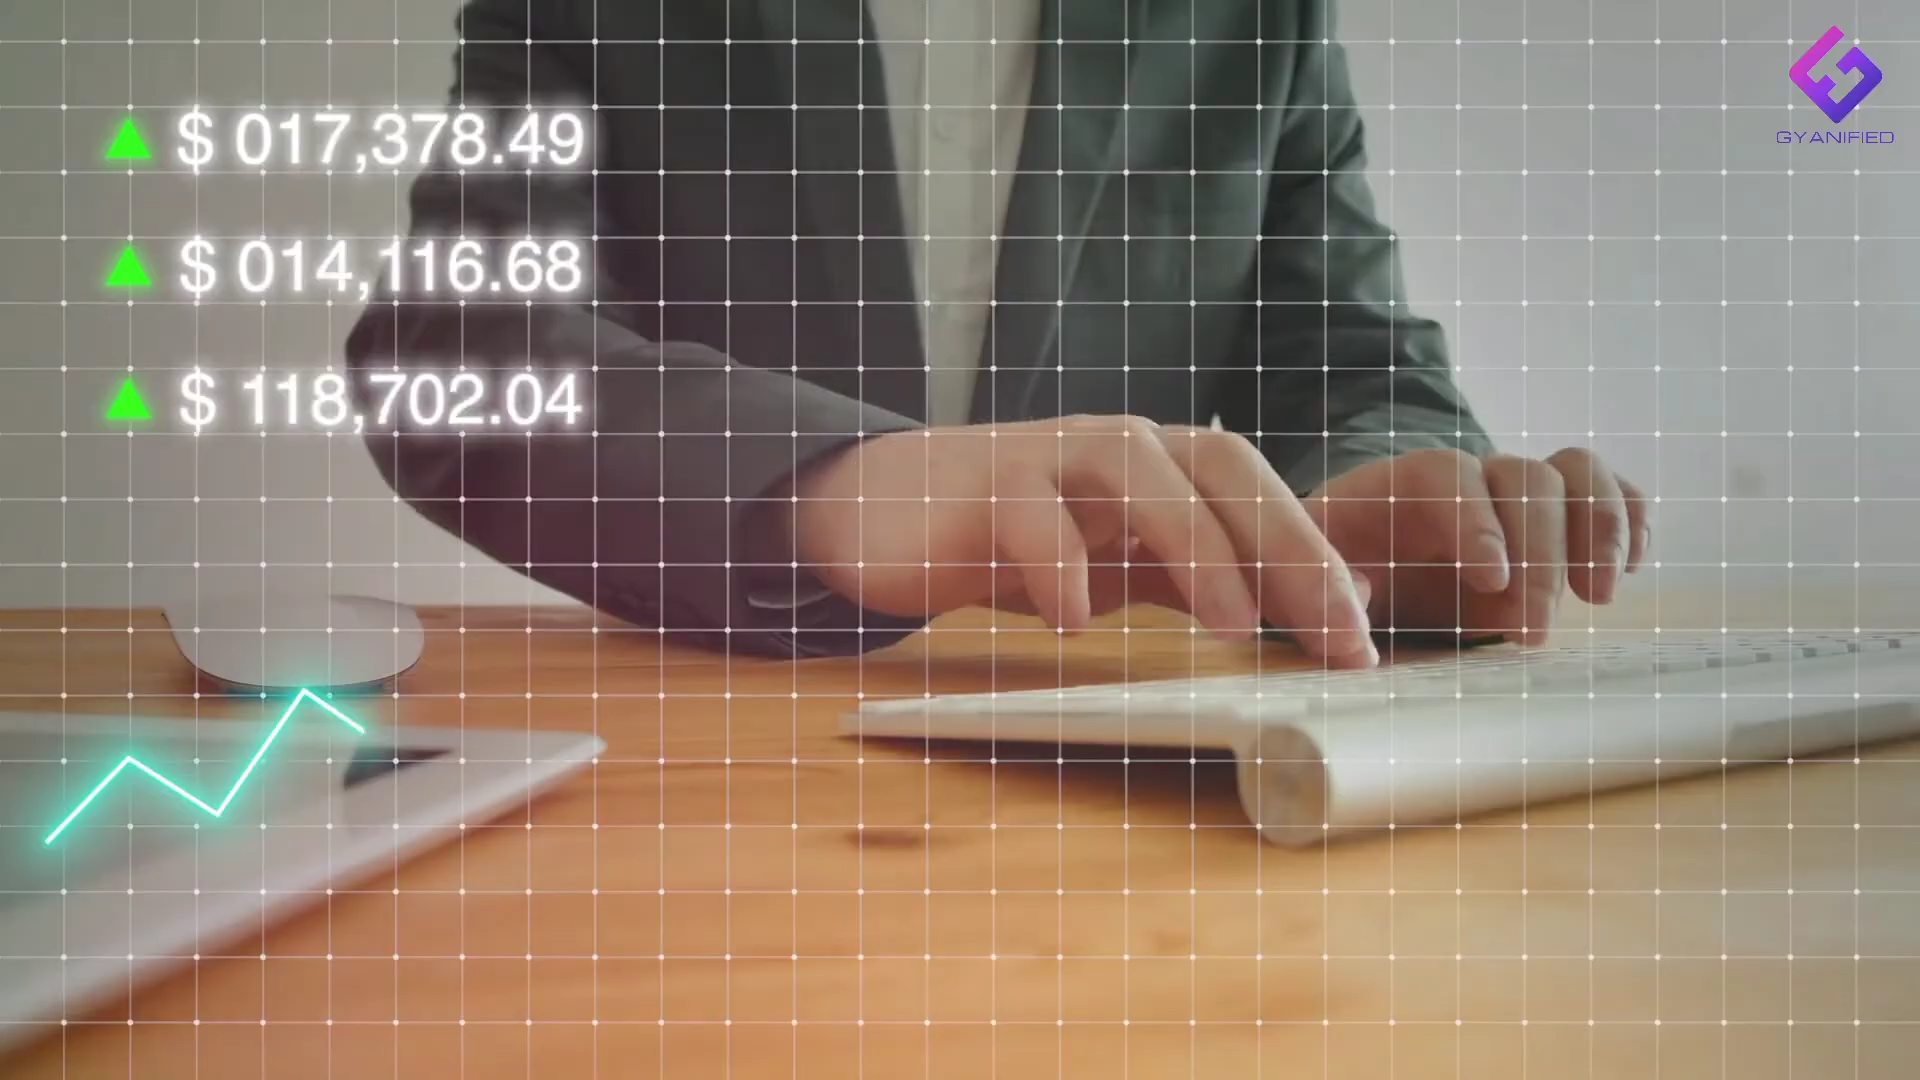 $ 017,378.49
$ 014,116.68
$ 118,702.04
GYANIFIED